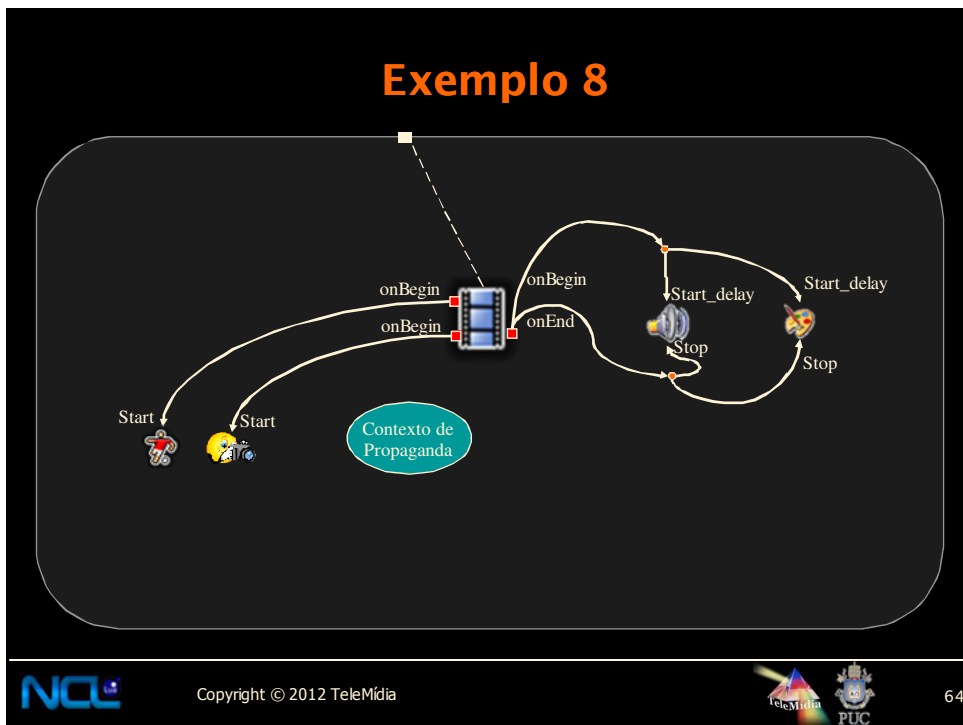 Exemplo 8
onBegin
onBegin
onBegin
onEnd
Start_delay
Start_delay
Stop
Stop
Start
Start
Contexto de
Propaganda
NCL
Lua
Copyright © 2012 TeleMídia
TeleMídia
PUC
64